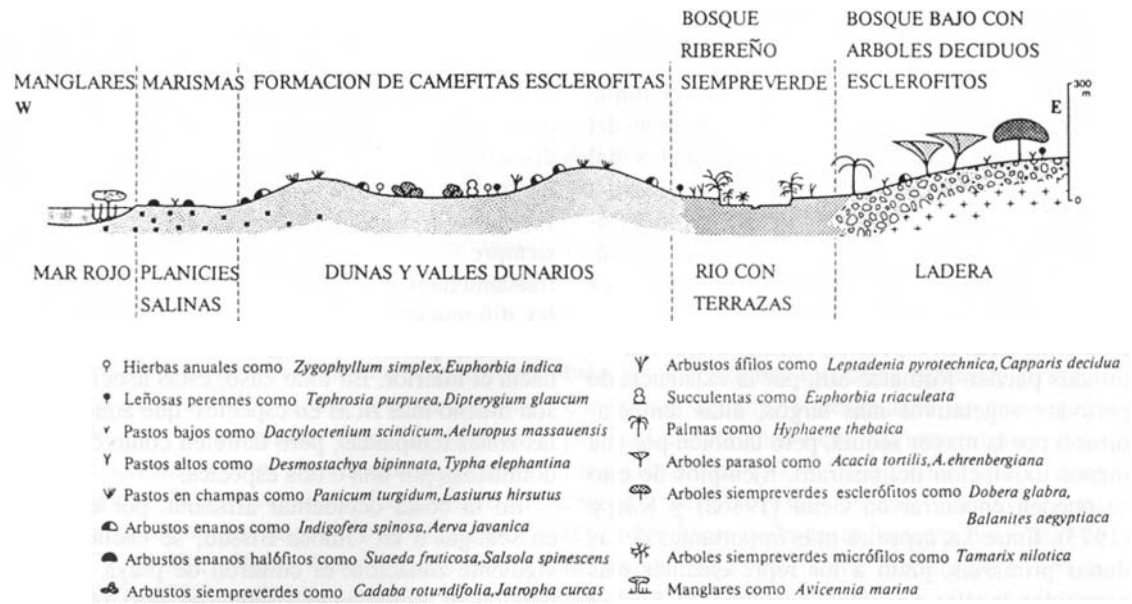 BOSQUE
RIBEREÑO
SIEMPREVERDE
BOSQUE BAJO CON
ARBOLES DECIDUOS
ESCLEROFITOS
MANGLARES
MARISMAS
FORMACION DE CAMEFITAS ESCLEROFITAS
W
E
300
m
0
MAR ROJO
PLANICIES
SALINAS
DUNAS Y VALLES DUNARIOS
RIO CON
TERRAZAS
LADERA
Hierbas anuales como Zygophyllum simplex, Euphorbia indica
Leñosas perennes como Tephrosia purpurea, Dipterygium glaucum
Pastos bajos como Dactyloctenium scindicum, Aeluropus massauensis
Pastos altos como Desmostachya bipinnata, Typha elephantina
Pastos en champas como Panicum turgidum, Lasiurus hirsutus
Arbustos enanos como Indigofera spinosa, Aerva javanica
Arbustos enanos halófitos como Suaeda fruticosa, Salsola spinescens
Arbustos siempreverdes como Cadaba rotundifolia, Jatropha curcas
Arbustos áfilos como Leptadenia pyrotechnica, Capparis decidua
Succulentas como Euphorbia triaculeata
Palmas como Hyphaene thebaica
Arboles parasol como Acacia tortilis, A. ehrenbergiana
Arboles siempreverdes esclerófitos como Dobera glabra,
Balanites aegyptiaca
Arboles siempreverdes micrófilos como Tamarix nilotica
Manglares como Avicennia marina